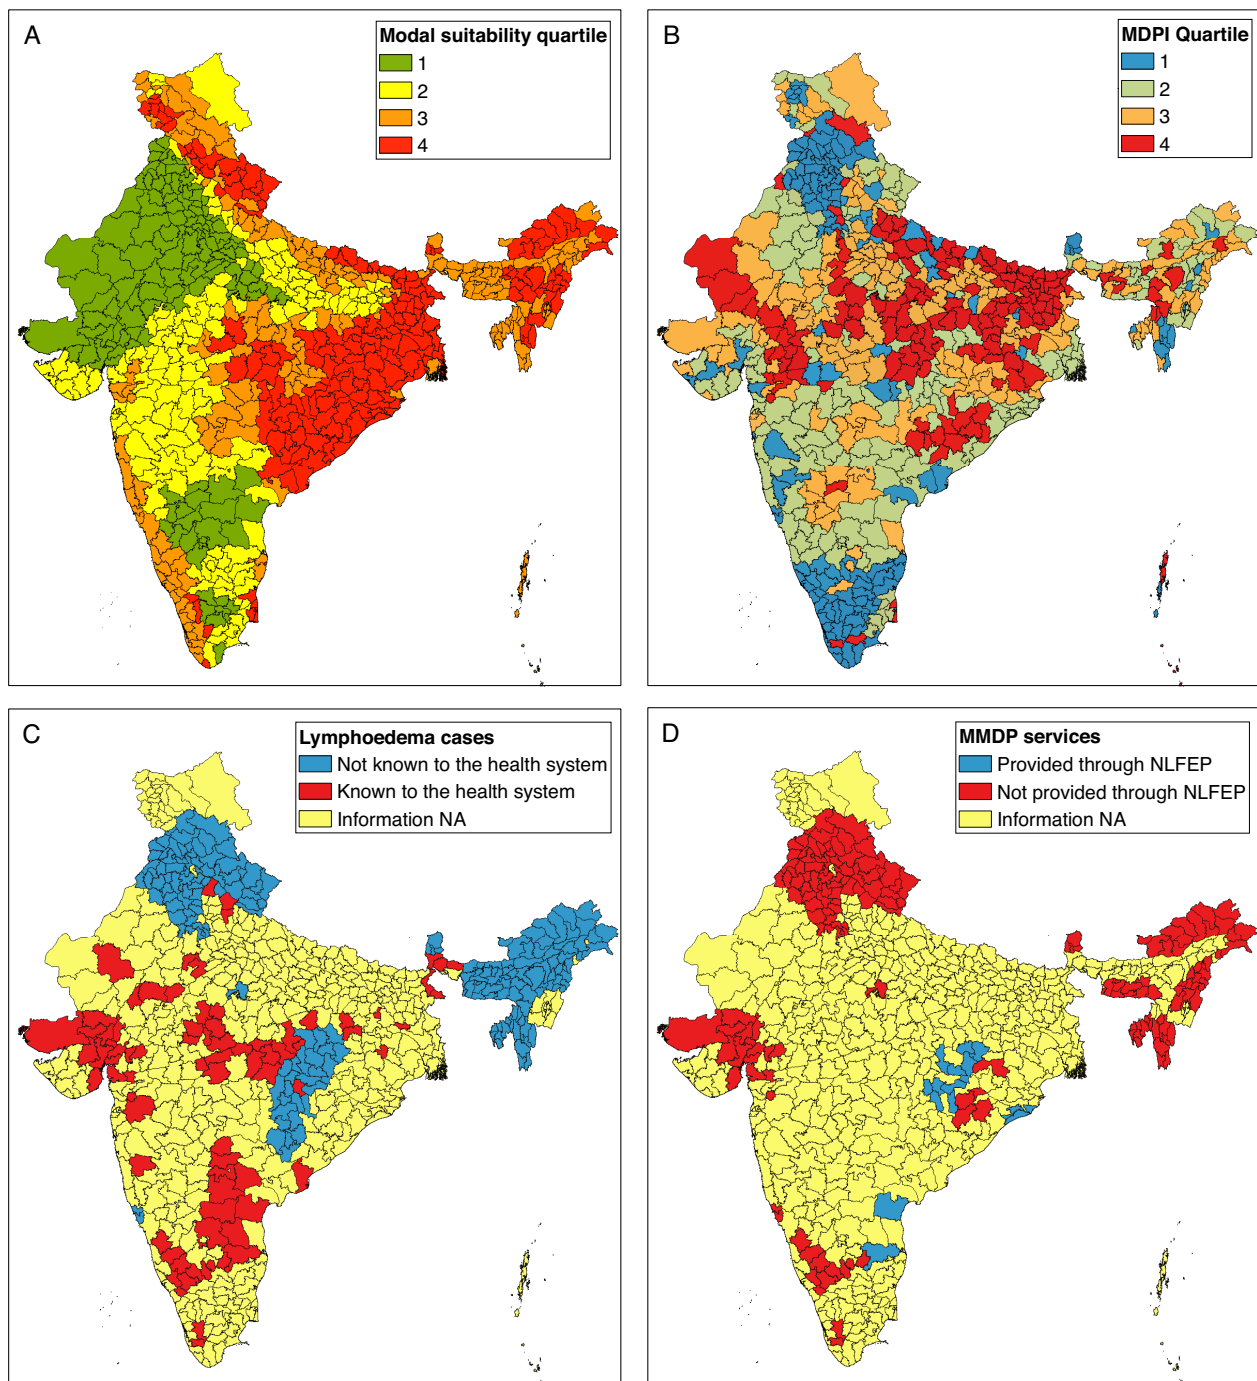 A
Modal suitability quartile
1
2
3
4
B
MDPI Quartile
1
2
3
4
C
Lymphoedema cases
Not known to the health system
Known to the health system
Information NA
D
MMDP services
Provided through NLFEP
Not provided through NLFEP
Information NA